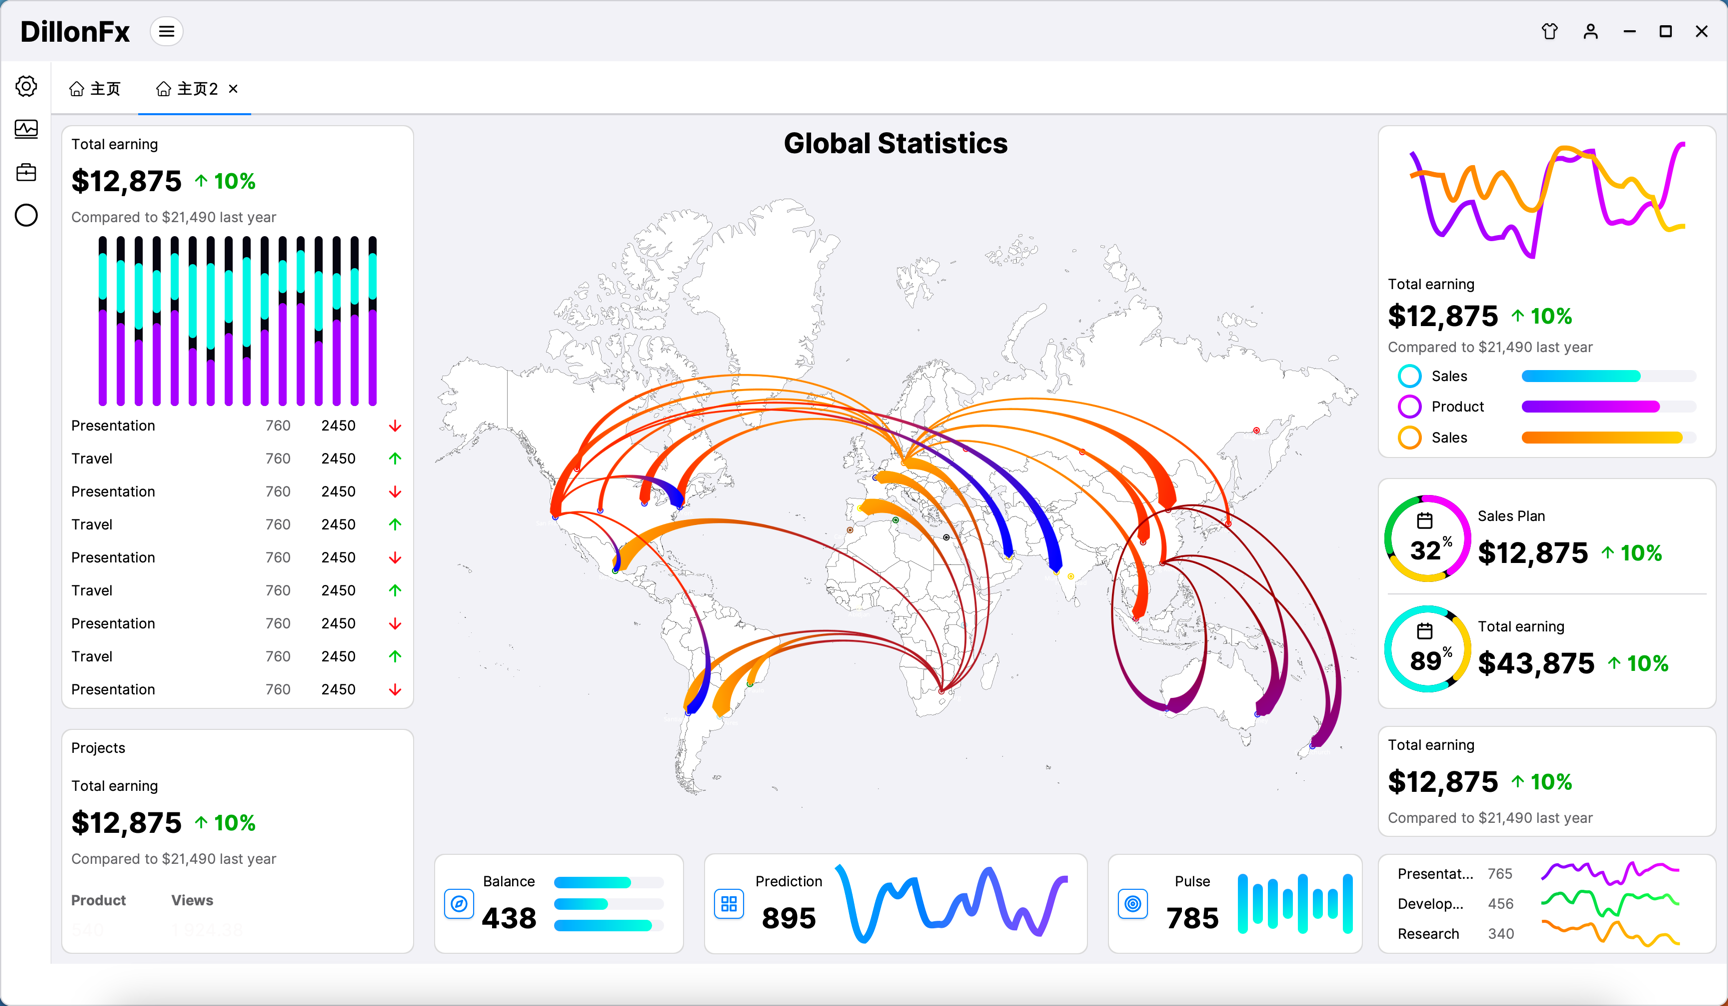 DillonFx
主页
主页2
Total earning
$12,875 10%
Compared to $21,490 last year
Presentation 760 2450
Travel 760 2450
Presentation 760 2450
Travel 760 2450
Presentation 760 2450
Travel 760 2450
Presentation 760 2450
Travel 760 2450
Presentation 760 2450
Projects
Total earning
$12,875 10%
Compared to $21,490 last year
Product Views
Global Statistics
Balance
438
Prediction
895
Pulse
785
Total earning
$12,875 10%
Compared to $21,490 last year
Sales
Product
Sales
32%
Sales Plan
$12,875 10%
89%
Total earning
$43,875 10%
Total earning
$12,875 10%
Compared to $21,490 last year
Presentat... 765
Develop... 456
Research 340